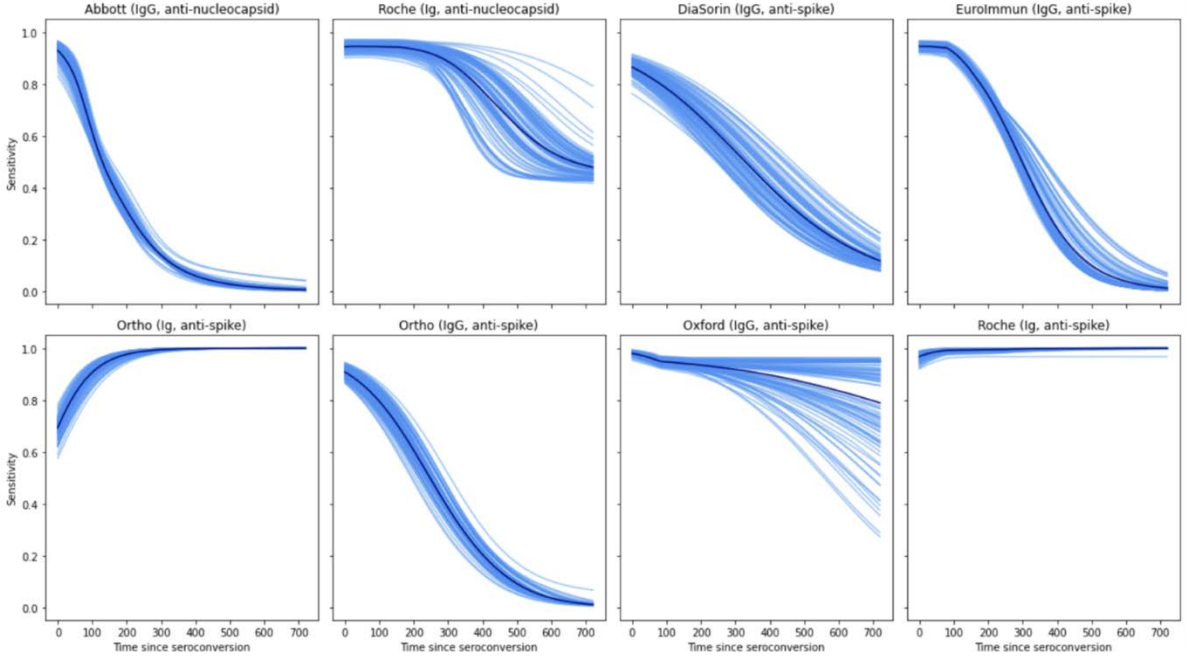 Abbott (IgG, anti-nucleocapsid)
Roche (Ig, anti-nucleocapsid)
DiaSorin (IgG, anti-spike)
EuroImmun (IgG, anti-spike)
Sensitivity
1.0
0.8
0.6
0.4
0.2
0.0
Ortho (Ig, anti-spike)
Ortho (IgG, anti-spike)
Oxford (IgG, anti-spike)
Roche (Ig, anti-spike)
Sensitivity
1.0
0.8
0.6
0.4
0.2
0.0
0 100 200 300 400 500 600 700
0 100 200 300 400 500 600 700
0 100 200 300 400 500 600 700
0 100 200 300 400 500 600 700
Time since seroconversion
Time since seroconversion
Time since seroconversion
Time since seroconversion